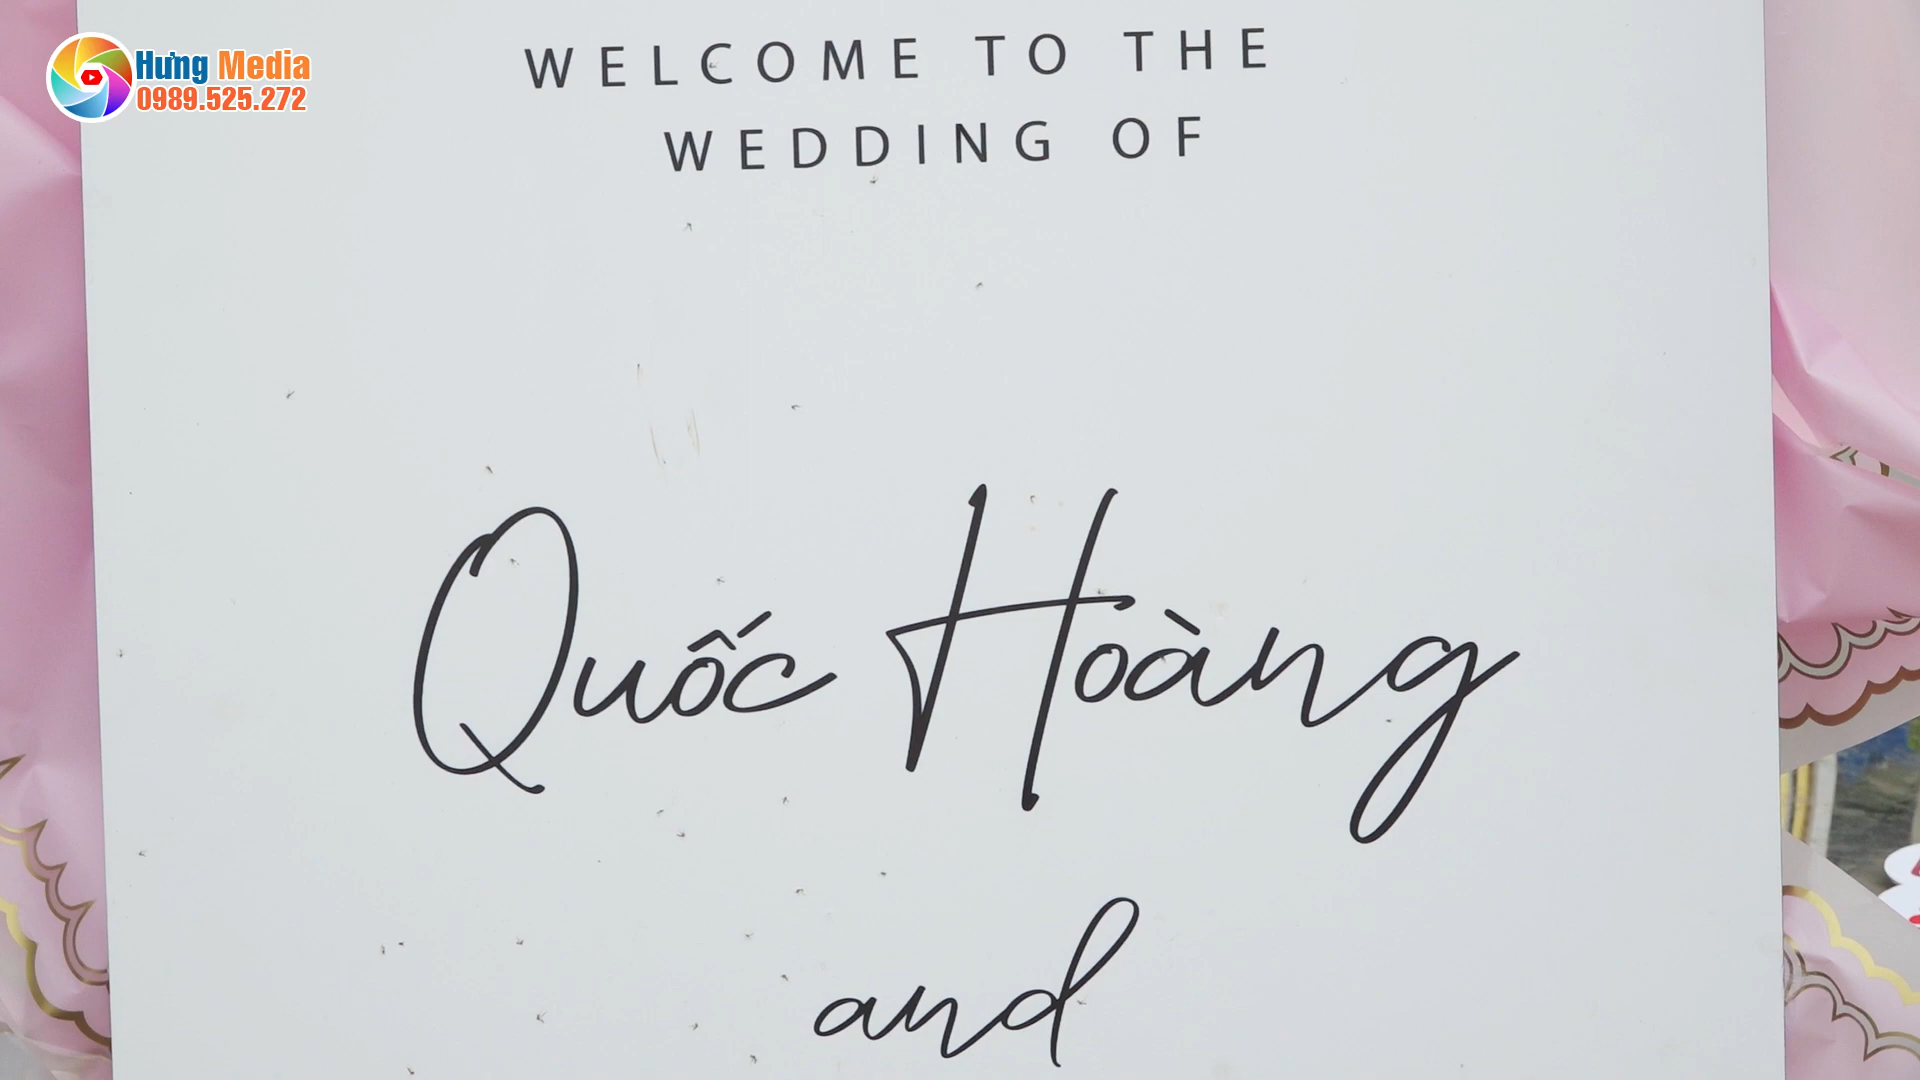 Hưng Media
0989.525.272
WELCOME TO THE
WEDDING OF
Quốc Hoàng
and